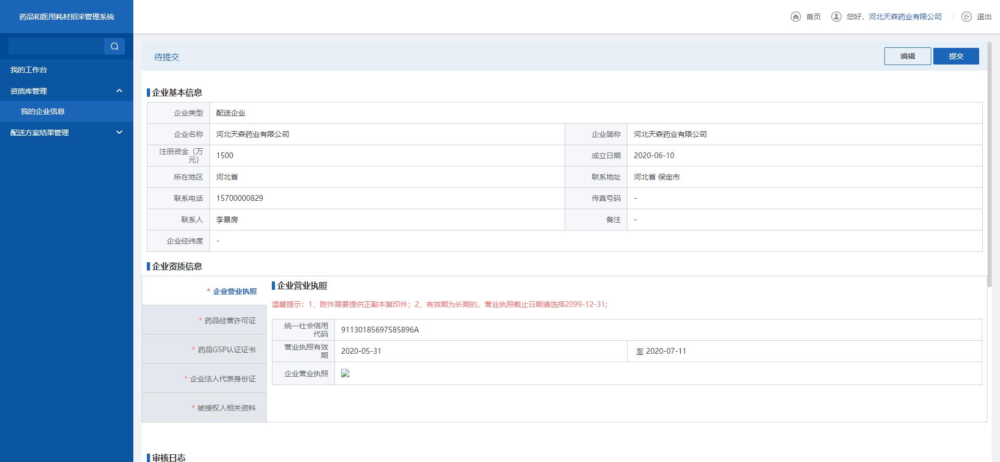 药品和医用耗材招采管理系统
首页
您好，河北天森药业有限公司
退出
我的工作台
资质库管理
我的企业信息
配送方案结果管理
待提交
编辑
提交
企业基本信息
企业类型 配送企业
企业名称 河北天森药业有限公司 企业简称 河北天森药业有限公司
注册资金（万
元） 1500 成立日期 2020-06-10
所在地区 河北省 联系地址 河北省 保定市
联系电话 15700000829 传真号码 -
联系人 李景房 备注 -
企业经纬度 -
企业资质信息
* 企业营业执照
* 药品经营许可证
* 药品GSP认证证书
* 企业法人代表身份证
* 被授权人相关资料
企业营业执照
温馨提示：1、附件需要提供正副本复印件；2、有效期为长期的，营业执照截止日期请选择2099-12-31;
统一社会信用
代码 91130185697585896A
营业执照有效
期 2020-05-31 至 2020-07-11
企业营业执照
审核日志